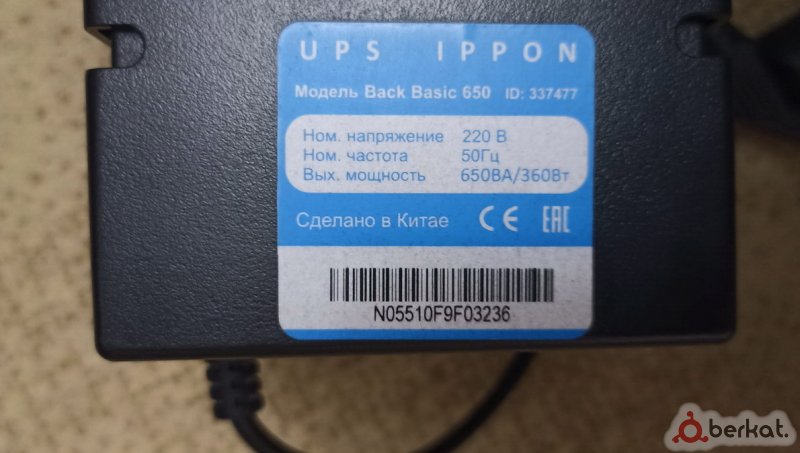 UPS IPPON
Модель Back Basic 650 ID: 337477
Ном. напряжение 220 В
Ном. частота 50Гц
Вых. мощность 650ВА/360Вт
Сделано в Китае CE EAC
N05510F9F03236
berkat.